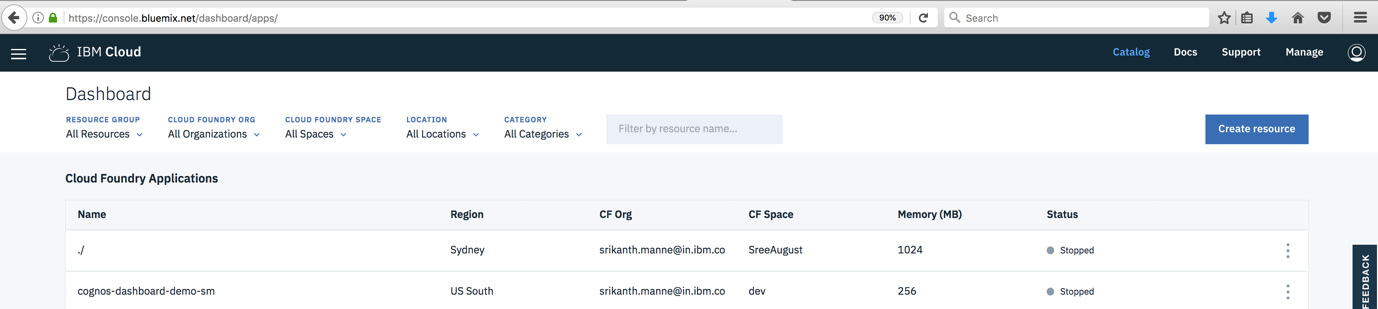 https://console.bluemix.net/dashboard/apps/ 90% Search
IBM Cloud Catalog Docs Support Manage
Dashboard
RESOURCE GROUP CLOUD FOUNDRY ORG CLOUD FOUNDRY SPACE LOCATION CATEGORY
All Resources All Organizations All Spaces All Locations All Categories Filter by resource name... Create resource
Cloud Foundry Applications
Name Region CF Org CF Space Memory (MB) Status
./ Sydney srikanth.manne@in.ibm.co SreeAugust 1024 Stopped
cognos-dashboard-demo-sm US South srikanth.manne@in.ibm.co dev 256 Stopped
FEEDBACK